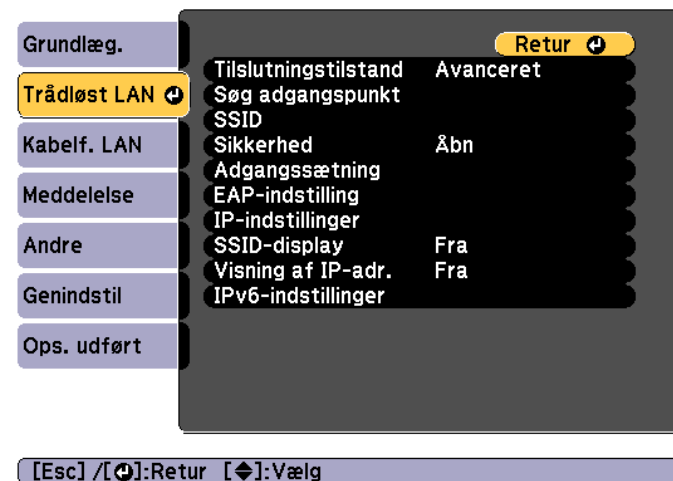 Grundlæg.
Trådløst LAN
Kabelf. LAN
Meddelelse
Andre
Genindstil
Ops. udført
Retur
Tilslutningstilstand Avanceret
Søg adgangspunkt
SSID
Sikkerhed Åbn
Adgangssætning
EAP-indstilling
IP-indstillinger
SSID-display Fra
Visning af IP-adr. Fra
IPv6-indstillinger
[Esc] /[⏎]:Retur [◆]:Vælg